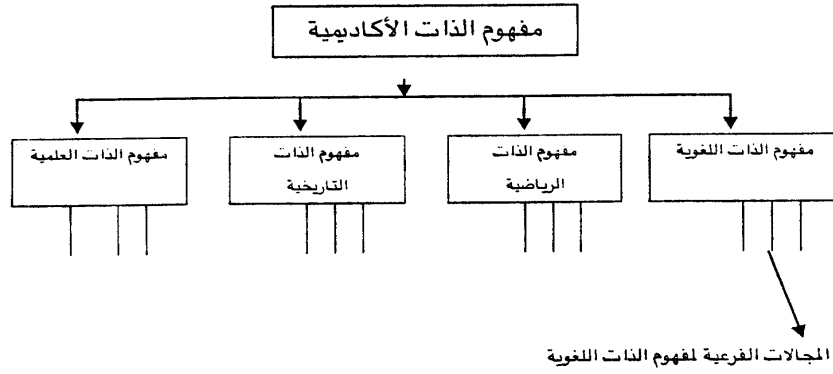 مفهوم الذات الأكاديمية
مفهوم الذات اللغوية
مفهوم الذات
الرياضية
مفهوم الذات
التاريخية
مفهوم الذات العلمية
المجالات الفرعية لمفهوم الذات اللغوية